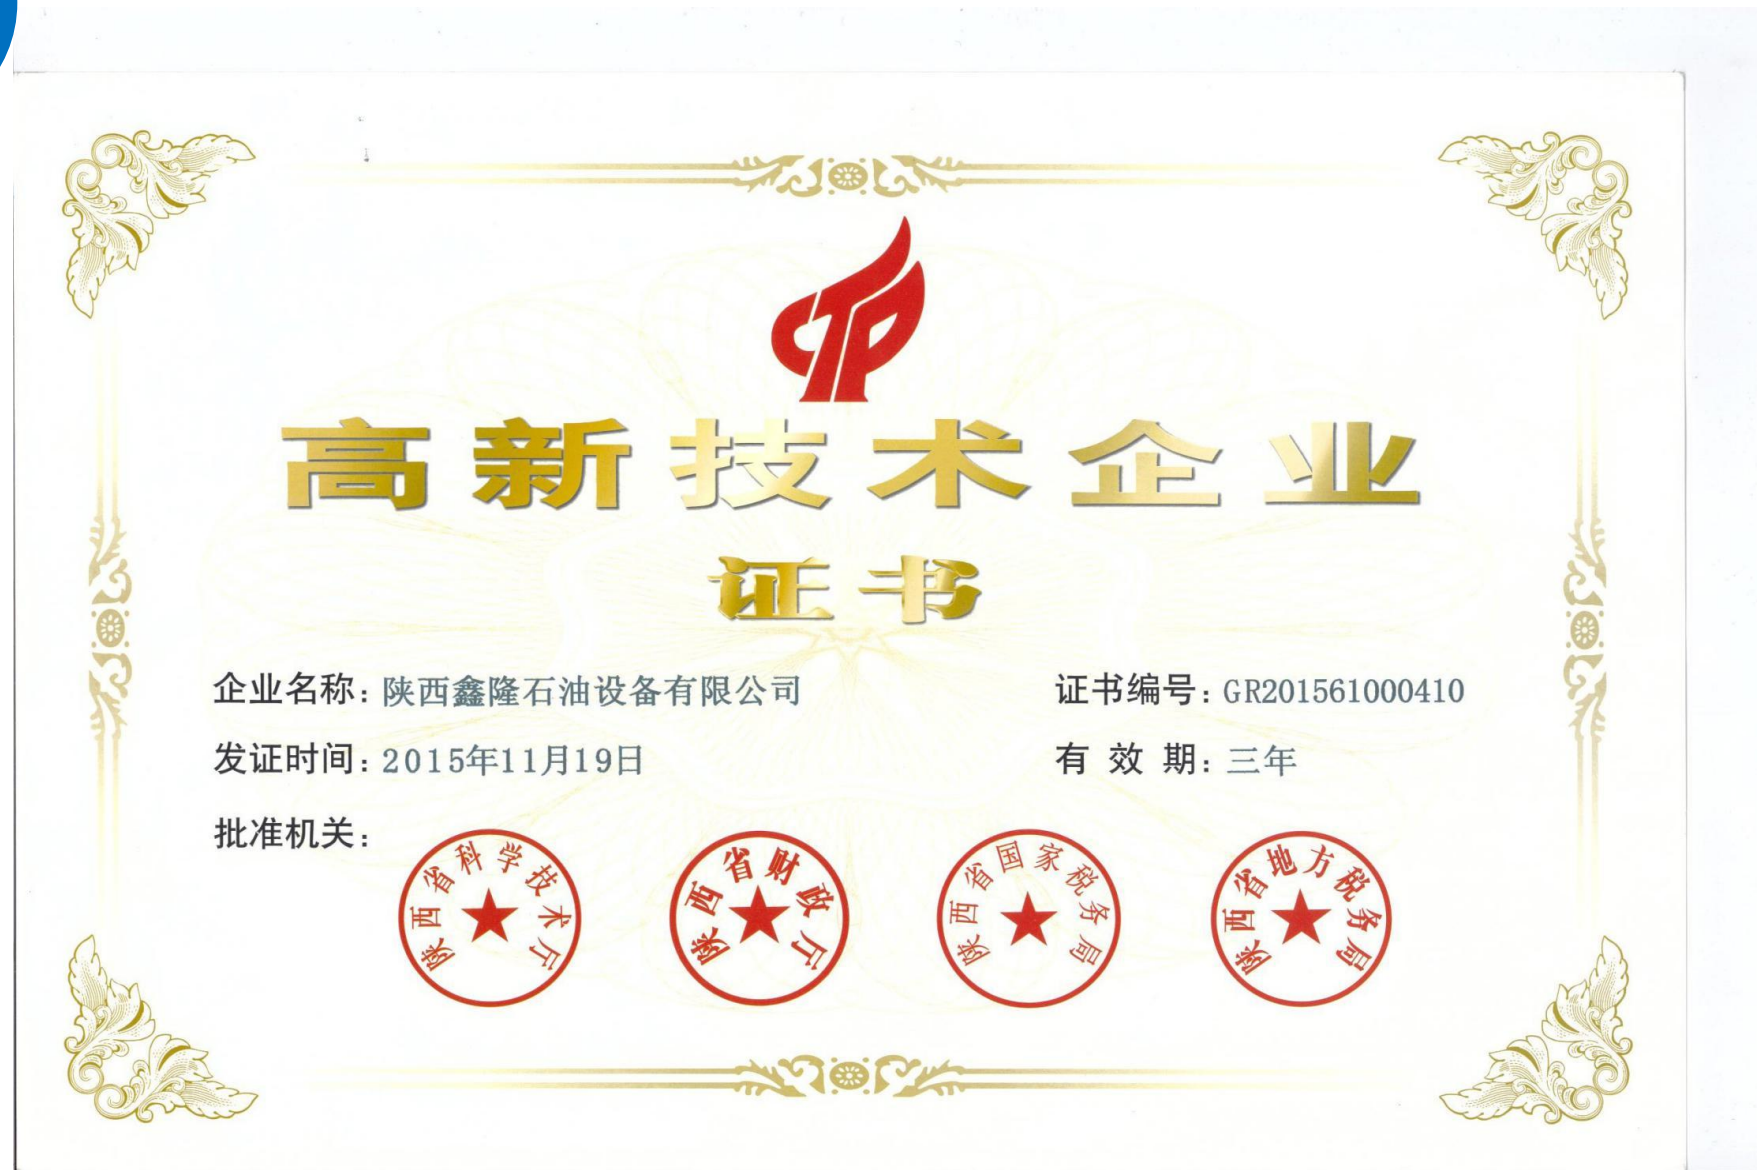 高新技术企业
证书
企业名称：陕西鑫隆石油设备有限公司
证书编号：GR201561000410
发证时间：2015年11月19日
有 效 期：三年
批准机关：
陕西省科学技术厅
陕西省财政厅
陕西省国家税务局
陕西省地方税务局